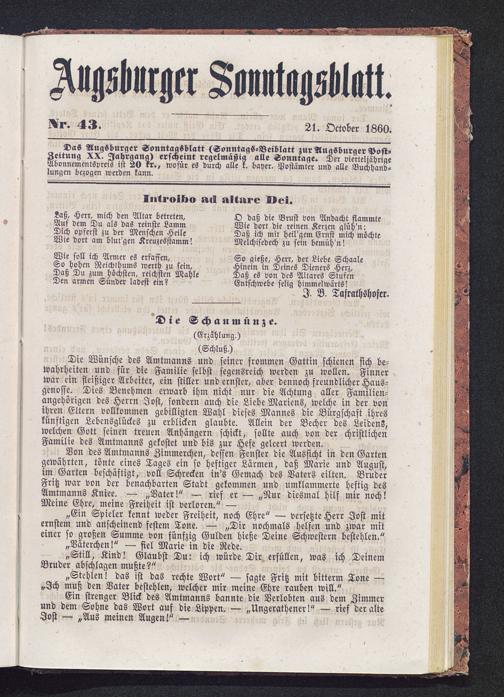 Augsburger Sonntagsblatt.
Nr. 43.
21. October 1860.
Das Augsburger Sonntagsblatt (Sonntags-Beiblatt zur Augsburger Post-
Zeitung XX. Jahrgang) erscheint regelmäßig alle Sonntage. Der vierteljährige
Abonnementspreis ist 20 kr., wofür es durch alle k. bayer. Postämter und alle Buchhand-
lungen bezogen werden kann.
Introibo ad altare Dei.
Laß, Herr, mich den Altar betreten,
Auf dem Du als das reinste Lamm
Dich opferst zu der Menschen Heile
Wie dort am blut'gen Kreuzesstamm!
Wie soll ich Armer es erfassen,
So hohen Reichthums werth zu sein,
Daß Du zum höchsten, reichsten Mahle
Den armen Sünder ladest ein?
O daß die Brust von Andacht flammte
Wie dort die reinen Kerzen glüh'n;
Daß ich mir heil'gem Ernst mich möchte
Melchisedech zu sein bemüh'n!
So gieße, Herr, die Liebe Schaale
Hinein in Deines Dieners Herz,
Daß es von des Altares Stufen
Entschwebe selig himmelwärts!
J. B. Tafrathshofer.
Die Schaumünze.
(Erzählung.)
(Schluß.)
Die Wünsche des Amtmanns und seiner frommen Gattin schienen sich be-
wahrheiten und für die Familie selbst segensreich werden zu wollen. Finner
war ein fleißiger Arbeiter, ein stiller und ernster, aber dennoch freundlicher Haus-
genosse. Dies Benehmen erwarb ihm nicht nur die Achtung aller Familien-
angehörigen des Herrn Jost, sondern auch die Liebe Mariens, welche in der von
ihren Eltern vollkommen gebilligten Wahl dieses Mannes die Bürgschaft ihres
künftigen Lebensglückes zu erblicken glaubte. Allein der Becher des Leidens,
welchen Gott seinen treuen Anhängern schickt, sollte auch von der christlichen
Familie des Amtmanns gekostet und bis zur Hefe geleert werden.
Von des Amtmanns Zimmerchen, dessen Fenster die Aussicht in den Garten
gewährten, tönte eines Tages ein so heftiger Lärmen, daß Marie und August,
im Garten beschäftigt, voll Schrecken in's Gemach des Vaters eilten. Bruder
Fritz war von der benachbarten Stadt gekommen und umklammerte heftig des
Amtmanns Kniee. — „Vater!“ — rief er — „Nur diesmal hilf mir noch!
Meine Ehre, meine Freiheit ist verloren.“ —
„Ein Spieler kennt weder Freiheit, noch Ehre“ — versetzte Herr Jost mit
ernstem und anscheinend festem Tone. — „Dir nochmals helfen und zwar mit
einer so großen Summe von fünfzig Gulden hieße Deine Schwestern bestehlen.“
„Väterchen!“ — fiel Marie in die Rede.
„Still, Kind! Glaubst Du: ich würde Dir erfüllen, was ich Deinem
Bruder abschlagen mußte?“
„Stehlen! das ist das rechte Wort“ — sagte Fritz mit bitterm Tone —
„Ich muß den Vater bestehlen, welcher mir meine Ehre rauben will.“
Ein strenger Blick des Amtmanns bannte die Verlobten aus dem Zimmer
und dem Sohne das Wort auf die Lippen. — „Ungerathener!“ — rief der alte
Jost — „Aus meinen Augen!“ —